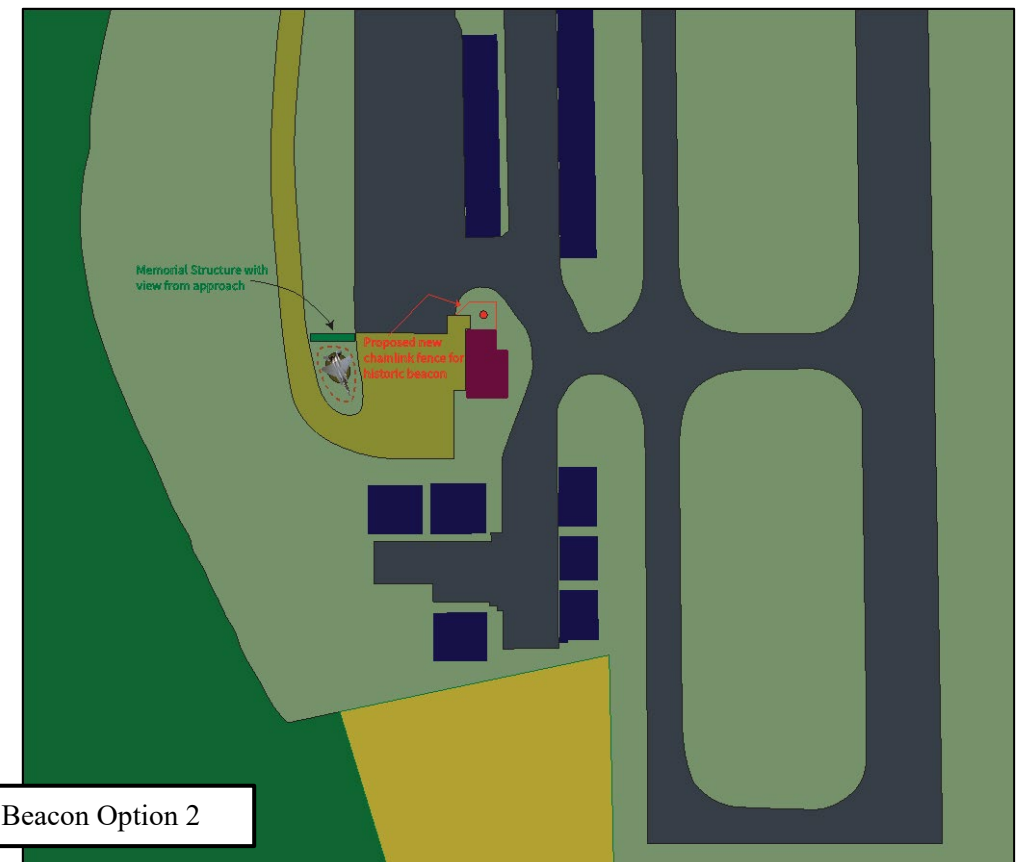 Memorial Structure with
view from approach
Proposed new
chainlink fence for
historic beacon
Beacon Option 2